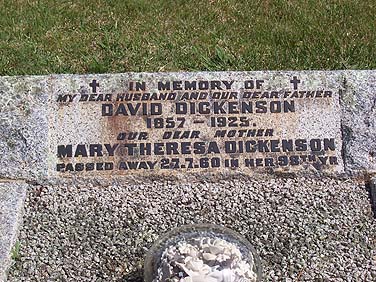 IN MEMORY OF
MY DEAR HUSBAND AND OUR DEAR FATHER
DAVID DICKENSON
1857 - 1925.
OUR DEAR MOTHER
MARY THERESA DICKENSON
PASSED AWAY 27.7.60 IN HER 98TH YR